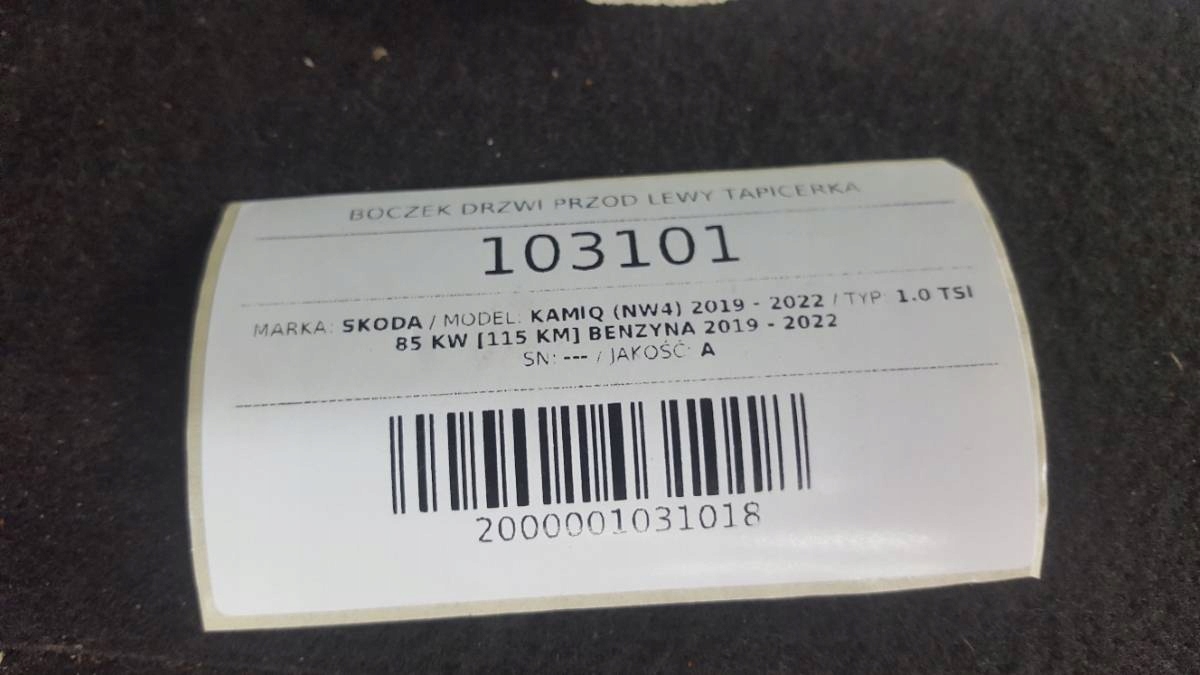 BOCZEK DRZWI PRZOD LEWY TAPICERKA
103101
MARKA: SKODA / MODEL: KAMIQ (NW4) 2019 - 2022 / TYP: 1.0 TSI
85 KW [115 KM] BENZYNA 2019 - 2022
SN: --- / JAKOŚĆ: A
2000001031018